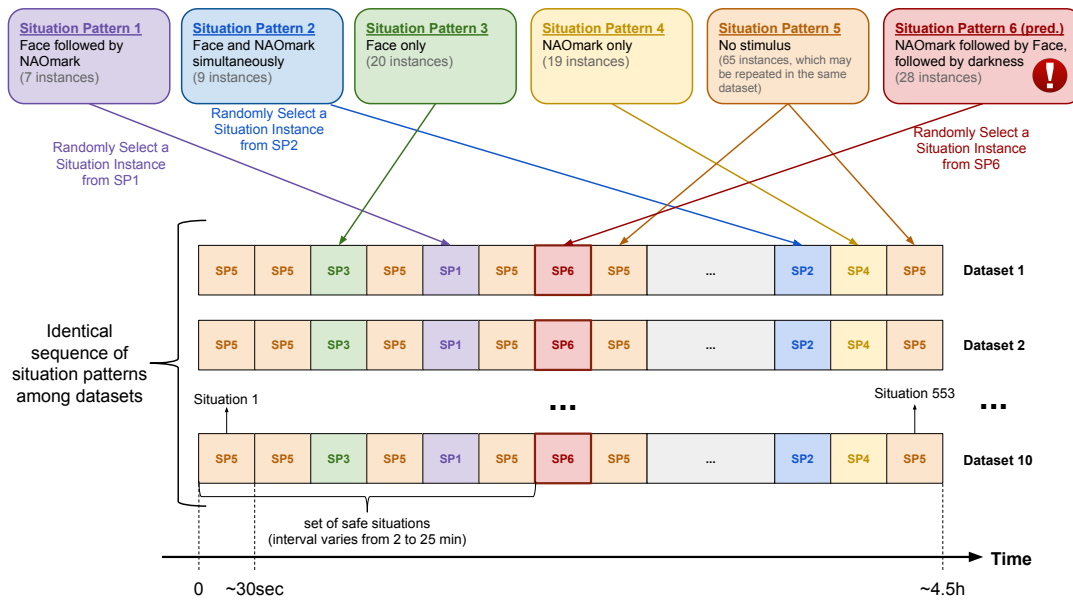 Situation Pattern 1
Face followed by
NAOmark
(7 instances)
Situation Pattern 2
Face and NAOmark
simultaneously
(9 instances)
Situation Pattern 3
Face only
(20 instances)
Situation Pattern 4
NAOmark only
(19 instances)
Situation Pattern 5
No stimulus
(65 instances, which may
be repeated in the same
dataset)
Situation Pattern 6 (pred.)
NAOmark followed by Face,
followed by darkness
(28 instances)
!
Randomly Select a
Situation Instance
from SP1
Randomly Select a
Situation Instance
from SP2
Randomly Select a
Situation Instance
from SP6
SP5 SP5 SP3 SP5 SP1 SP5 SP6 SP5 ... SP2 SP4 SP5 Dataset 1
SP5 SP5 SP3 SP5 SP1 SP5 SP6 SP5 ... SP2 SP4 SP5 Dataset 2
Identical
sequence of
situation patterns
among datasets
Situation 1
...
Situation 553
...
SP5 SP5 SP3 SP5 SP1 SP5 SP6 SP5 ... SP2 SP4 SP5 Dataset 10
set of safe situations
(interval varies from 2 to 25 min)
Time
0
~30sec
~4.5h